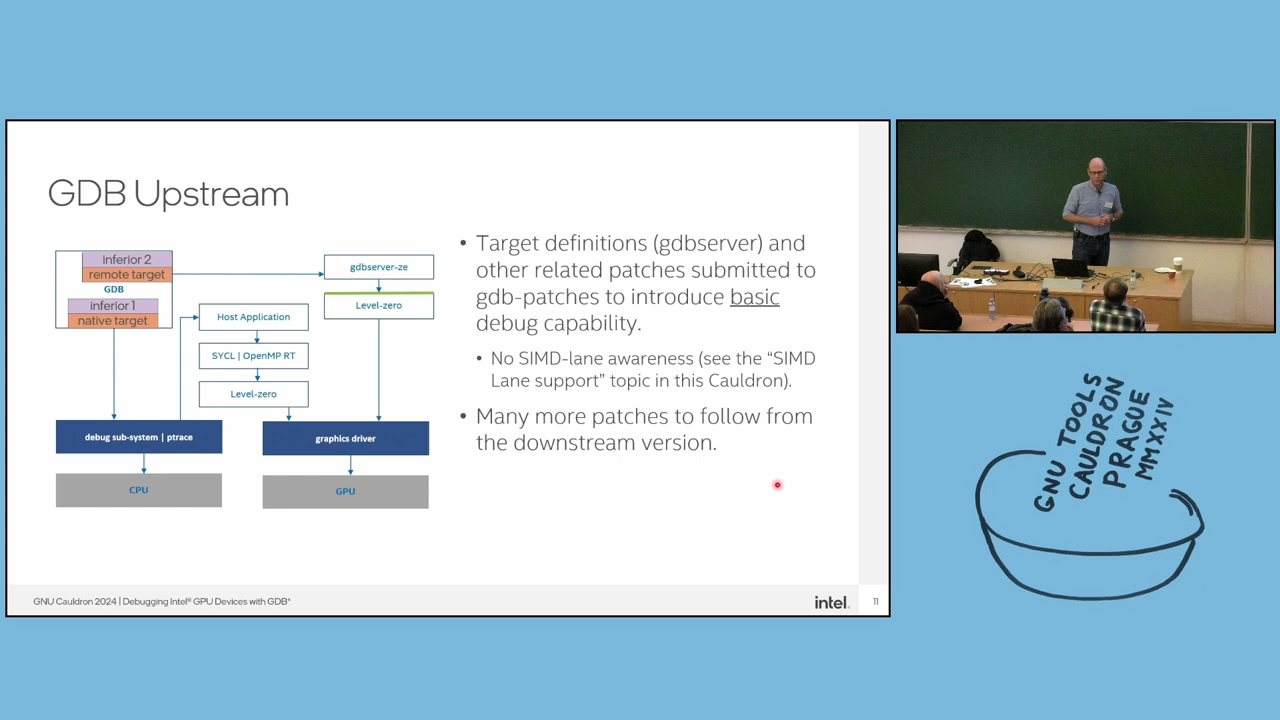 GDB Upstream
inferior 2
remote target
GDB
inferior 1
native target
gdbserver-ze
Level-zero
Host Application
SYCL | OpenMP RT
Level-zero
debug sub-system | ptrace
graphics driver
CPU
GPU
• Target definitions (gdbserver) and
other related patches submitted to
gdb-patches to introduce basic
debug capability.
• No SIMD-lane awareness (see the “SIMD
Lane support” topic in this Cauldron).
• Many more patches to follow from
the downstream version.
GNU Cauldron 2024 | Debugging Intel® GPU Devices with GDB*
intel.
11
GNU TOOLS
CAULDRON
PRAGUE
MMXXIV